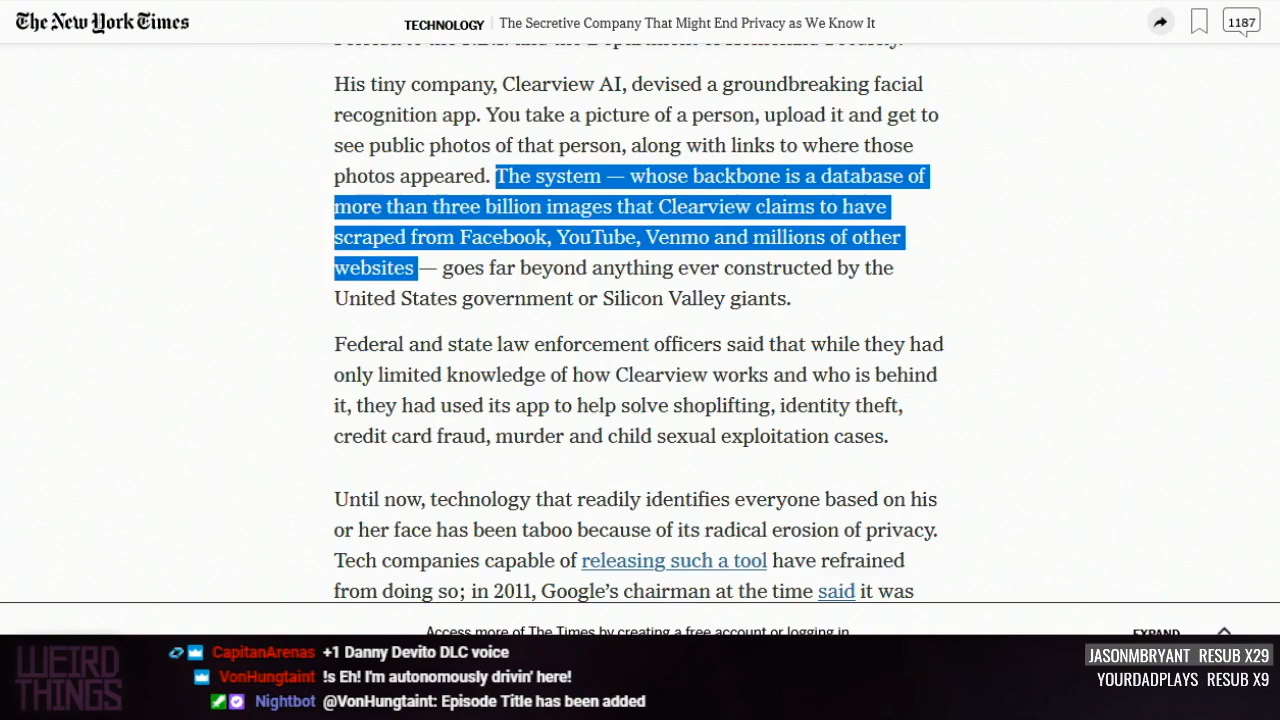 The New York Times
TECHNOLOGY | The Secretive Company That Might End Privacy as We Know It
1187
His tiny company, Clearview AI, devised a groundbreaking facial
recognition app. You take a picture of a person, upload it and get to
see public photos of that person, along with links to where those
photos appeared. The system — whose backbone is a database of
more than three billion images that Clearview claims to have
scraped from Facebook, YouTube, Venmo and millions of other
websites — goes far beyond anything ever constructed by the
United States government or Silicon Valley giants.
Federal and state law enforcement officers said that while they had
only limited knowledge of how Clearview works and who is behind
it, they had used its app to help solve shoplifting, identity theft,
credit card fraud, murder and child sexual exploitation cases.
Until now, technology that readily identifies everyone based on his
or her face has been taboo because of its radical erosion of privacy.
Tech companies capable of releasing such a tool have refrained
from doing so; in 2011, Google's chairman at the time said it was
Access more of The Times by creating a free account or logging in
EXPAND
WEIRD
THINGS
CapitanArenas +1 Danny Devito DLC voice
VonHungtaint !s Eh! I'm autonomously drivin' here!
Nightbot @VonHungtaint: Episode Title has been added
JASONMBRYANT RESUB X29
YOURDADPLAYS RESUB X9